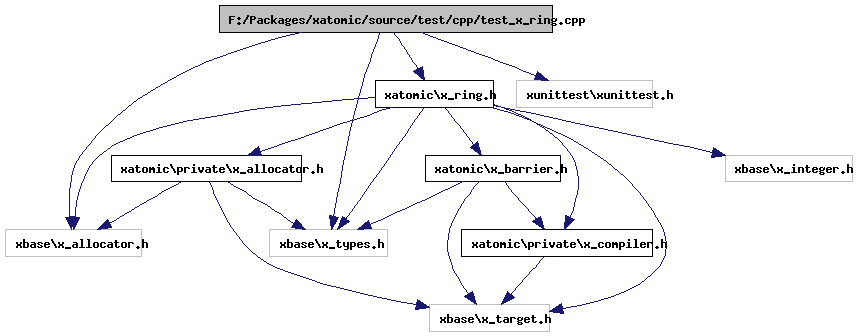 F:/Packages/xatomic/source/test/cpp/test_x_ring.cpp
xatomic\x_ring.h
xunittest\xunittest.h
xatomic\private\x_allocator.h
xatomic\x_barrier.h
xbase\x_integer.h
xbase\x_allocator.h
xbase\x_types.h
xatomic\private\x_compiler.h
xbase\x_target.h